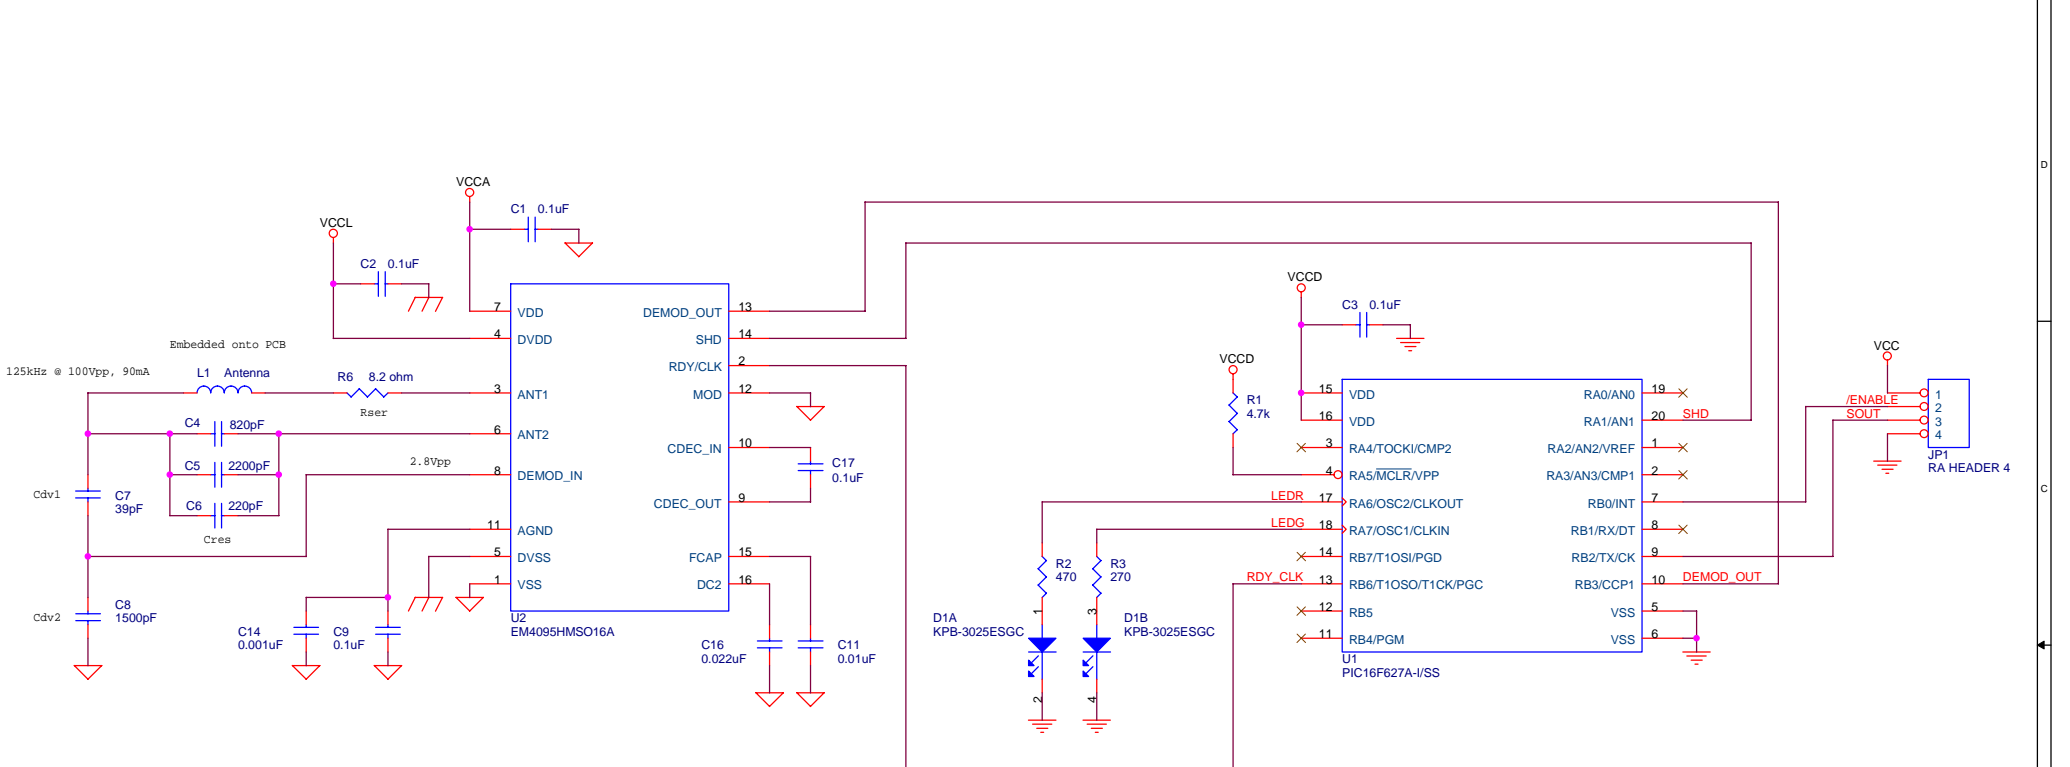 D
VCCA
C1 0.1uF
VCCL
C2 0.1uF
VCCD
C3 0.1uF
7 VDD
DEMOD_OUT 13
4 DVDD
SHD 14
RDY/CLK 2
Embedded onto PCB
125kHz @ 100Vpp, 90mA
L1 Antenna
R6 8.2 ohm
Rser
3 ANT1
MOD 12
C4 820pF
6 ANT2
2.8Vpp
CDEC_IN 10
C5 2200pF
8 DEMOD_IN
C17
0.1uF
Cdv1
C7
39pF
C6 220pF
Cres
CDEC_OUT 9
11 AGND
5 DVSS
FCAP 15
1 VSS
DC2 16
Cdv2
C8
1500pF
C14
0.001uF
C9
0.1uF
U2
EM4095HMSO16A
C16
0.022uF
C11
0.01uF
VCCD
R1
4.7k
VCC
15 VDD
RA0/AN0 19
16 VDD
RA1/AN1 20 SHD
3 RA4/TOCKI/CMP2
RA2/AN2/VREF 1
4 RA5/MCLR/VPP
RA3/AN3/CMP1 2
LEDR 17 RA6/OSC2/CLKOUT
RB0/INT 7
LEDG 18 RA7/OSC1/CLKIN
RB1/RX/DT 8
14 RB7/T1OSI/PGD
RB2/TX/CK 9
RDY_CLK 13 RB6/T1OSO/T1CK/PGC
RB3/CCP1 10 DEMOD_OUT
12 RB5
VSS 5
11 RB4/PGM
VSS 6
U1
PIC16F627A-I/SS
R2
470
R3
270
1
3
D1A
KPB-3025ESGC
D1B
KPB-3025ESGC
2
4
1
/ENABLE 2
SOUT 3
4
JP1
RA HEADER 4
C